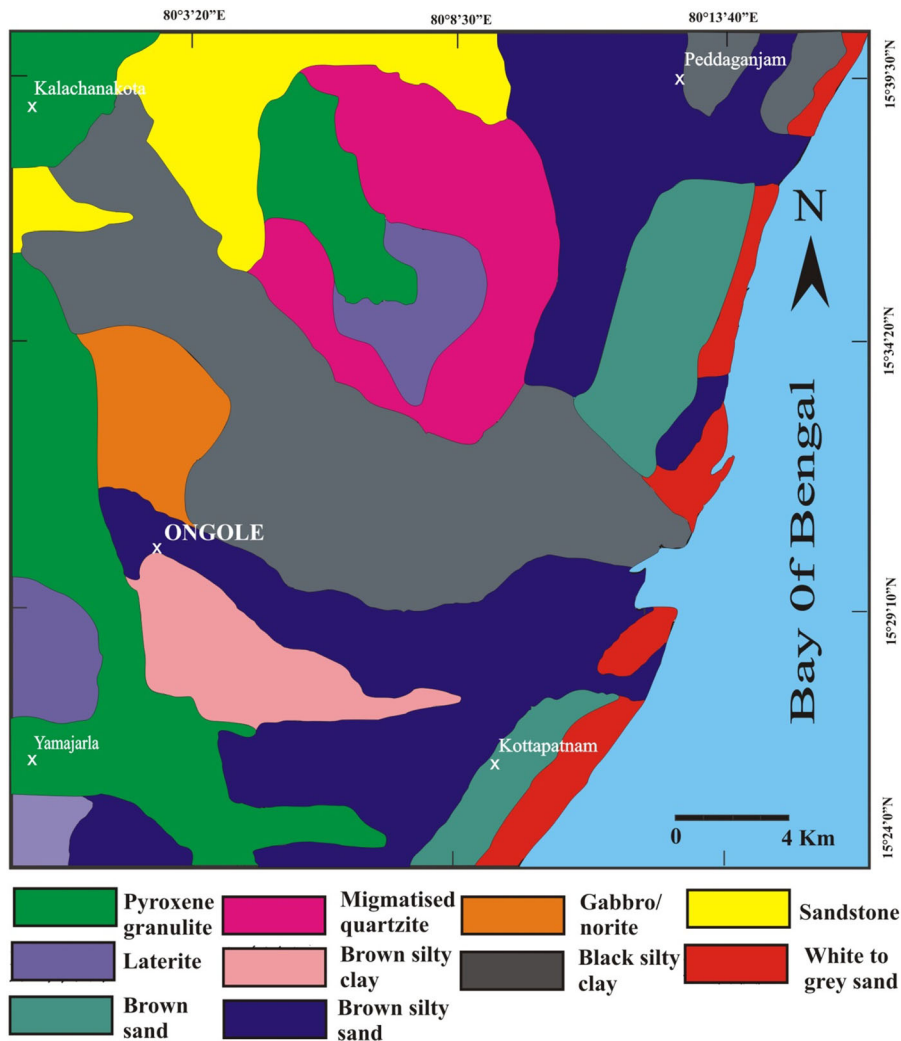 80°3'20"E
80°8'30"E
80°13'40"E
Kalachanakota
x
Peddaganjam
x
15°39'30"N
N
15°34'20"N
Bay Of Bengal
ONGOLE
x
15°29'10"N
Yamajarla
x
Kottapatnam
x
15°24'0"N
0 4 Km
Pyroxene
granulite
Migmatised
quartzite
Gabbro/
norite
Sandstone
Laterite
Brown silty
clay
Black silty
clay
White to
grey sand
Brown
sand
Brown silty
sand